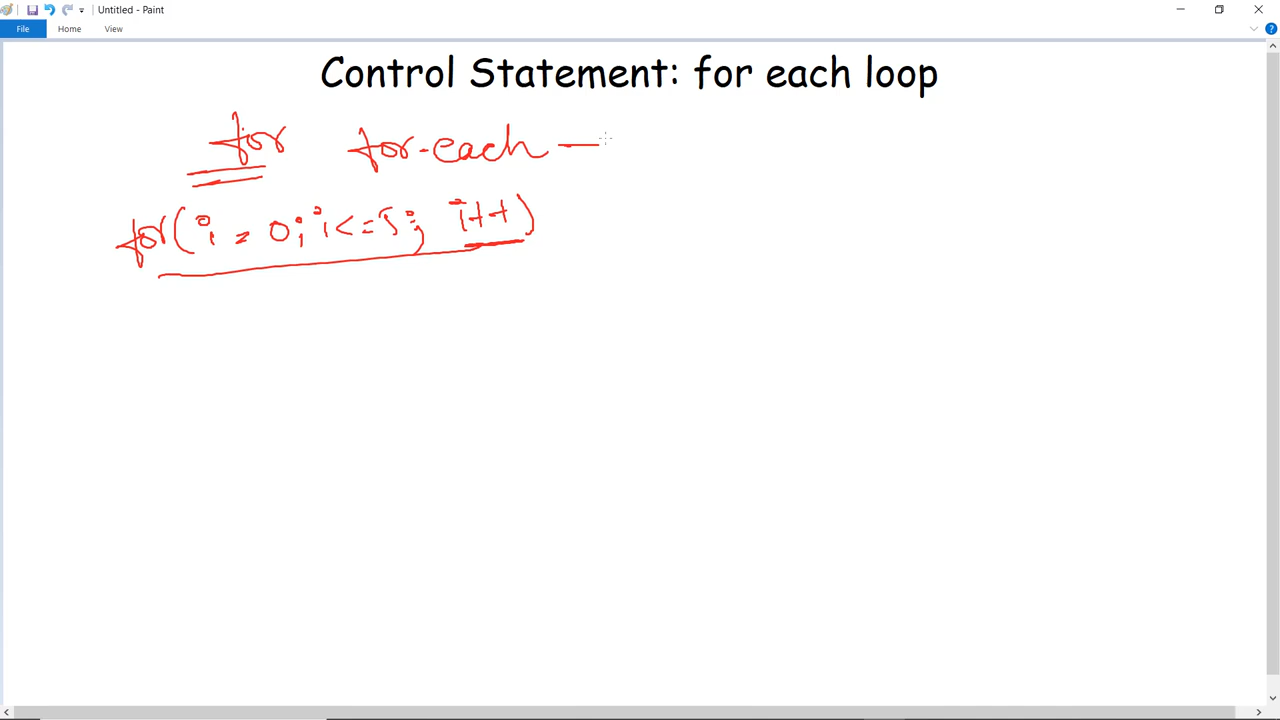 Untitled - Paint
File Home View
Control Statement: for each loop
for for-each —
for(i = 0; i<=5; i++)